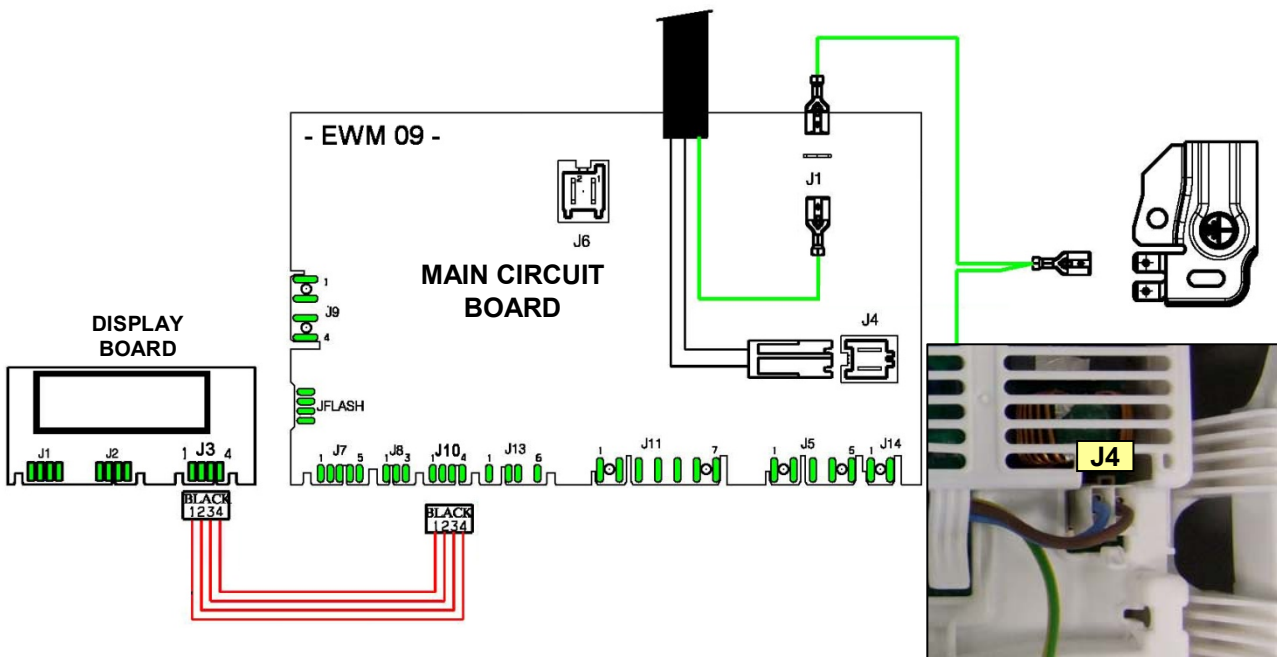 - EWM 09 -
J1
2 1
J6
MAIN CIRCUIT
BOARD
1
J9
4
DISPLAY
BOARD
J4
JFLASH
J1
J2
1 J3 4
1 J7 5
1 J8 3
J10
1 4
1 J13 6
1 J11 7
1 J5 5
J14
J4
BLACK
1234
BLACK
1234